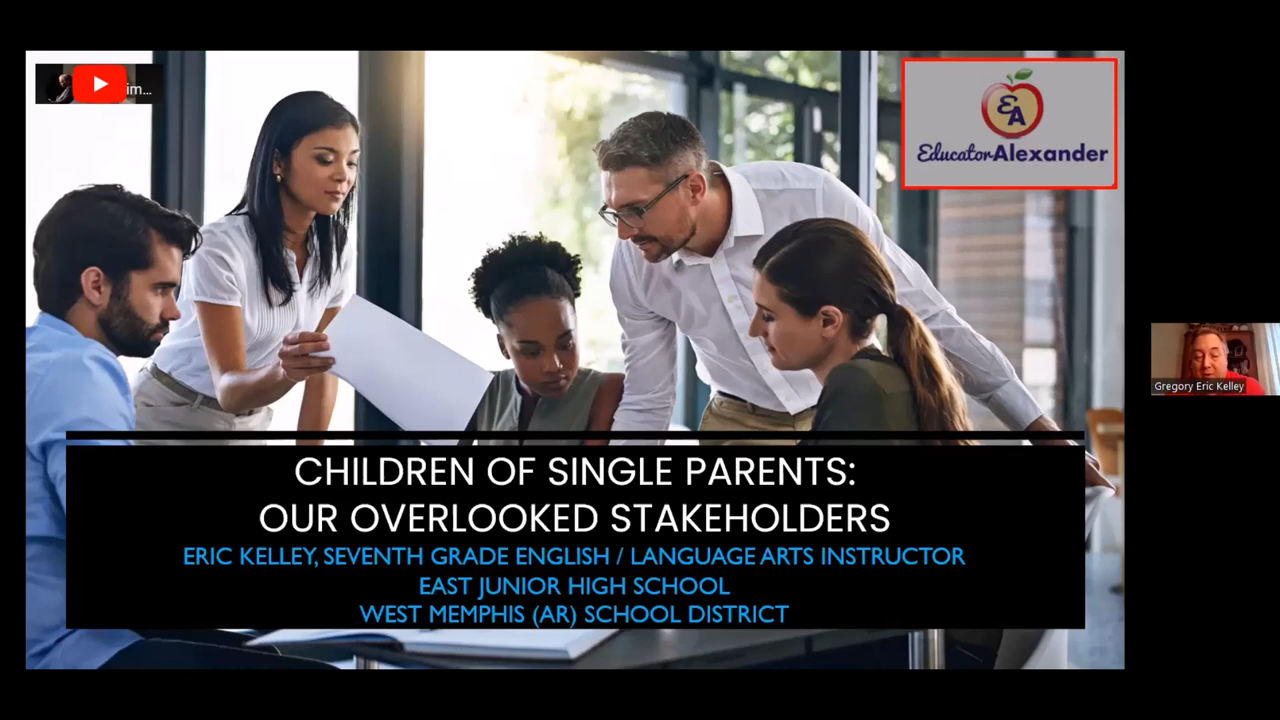 im...
EA
EducatorAlexander
CHILDREN OF SINGLE PARENTS:
OUR OVERLOOKED STAKEHOLDERS
ERIC KELLEY, SEVENTH GRADE ENGLISH / LANGUAGE ARTS INSTRUCTOR
EAST JUNIOR HIGH SCHOOL
WEST MEMPHIS (AR) SCHOOL DISTRICT
Gregory Eric Kelley